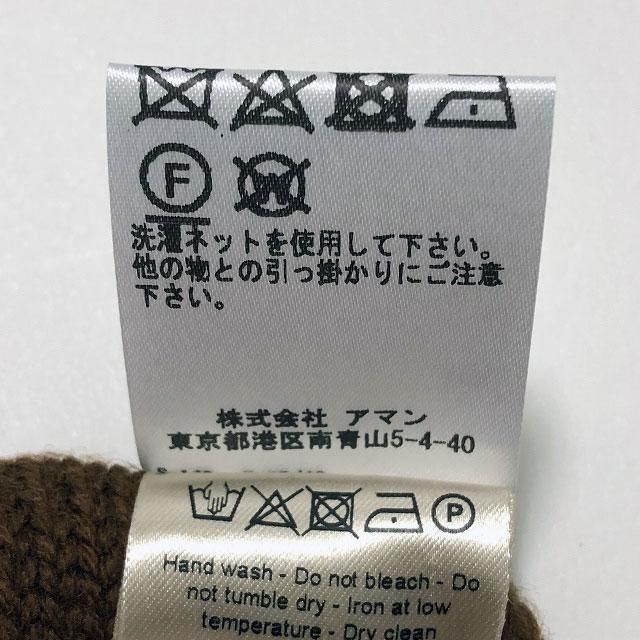 F
W
洗濯ネットを使用して下さい。
他の物との引っ掛かりにご注意
下さい。
株式会社 アマン
東京都港区南青山5-4-40
P
Hand wash - Do not bleach - Do
not tumble dry - Iron at low
temperature - Dry clean